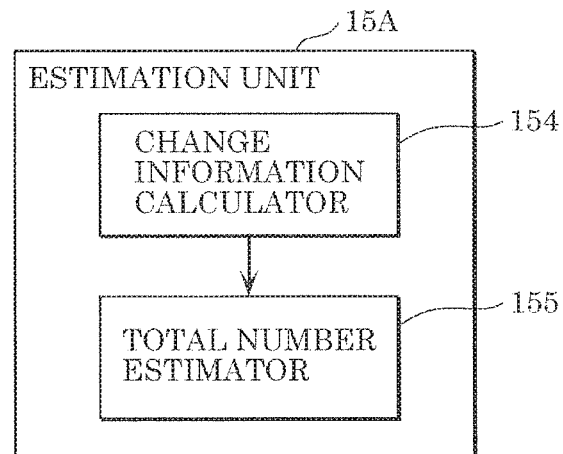 15A
ESTIMATION UNIT
154
CHANGE
INFORMATION
CALCULATOR
155
TOTAL NUMBER
ESTIMATOR